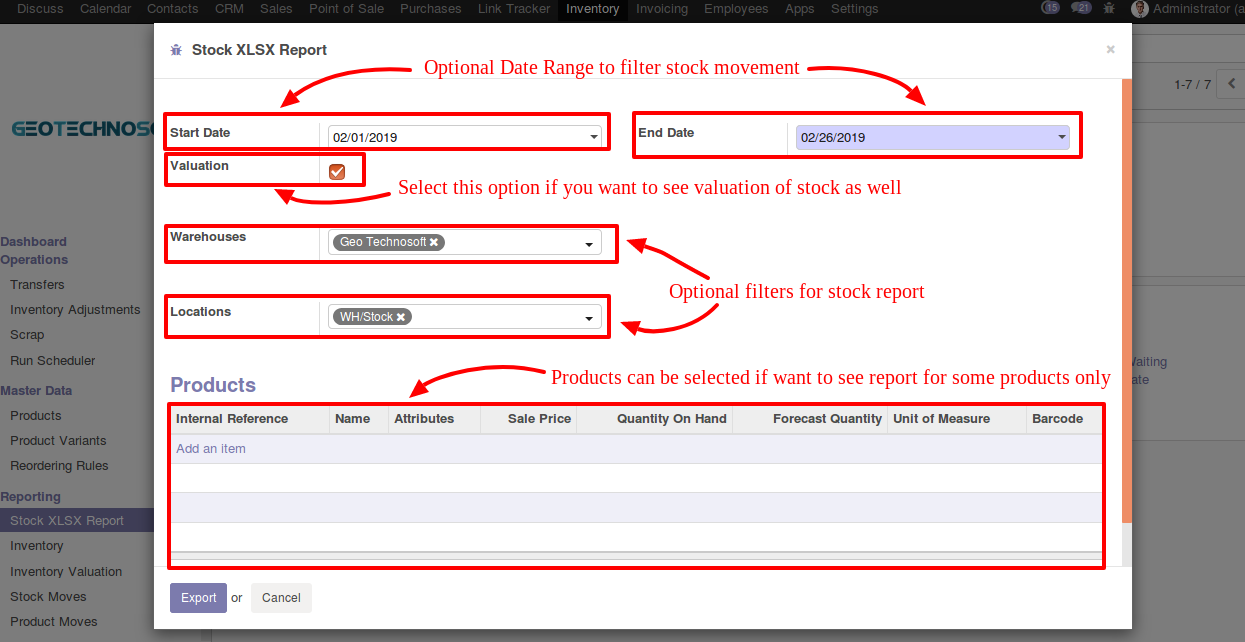 Discuss Calendar Contacts CRM Sales Point of Sale Purchases Link Tracker Inventory Invoicing Employees Apps Settings 15 21 Administrator (a
Stock XLSX Report ×
Optional Date Range to filter stock movement
1-7 / 7
GEOTECHNOSO
Start Date 02/01/2019 End Date 02/26/2019
Valuation
Select this option if you want to see valuation of stock as well
Warehouses Geo Technosoft ×
Optional filters for stock report
Locations WH/Stock ×
Products
Products can be selected if want to see report for some products only
Internal Reference Name Attributes Sale Price Quantity On Hand Forecast Quantity Unit of Measure Barcode
Add an item
Export or Cancel
Dashboard
Operations
Transfers
Inventory Adjustments
Scrap
Run Scheduler
Master Data
Products
Product Variants
Reordering Rules
Reporting
Stock XLSX Report
Inventory
Inventory Valuation
Stock Moves
Product Moves